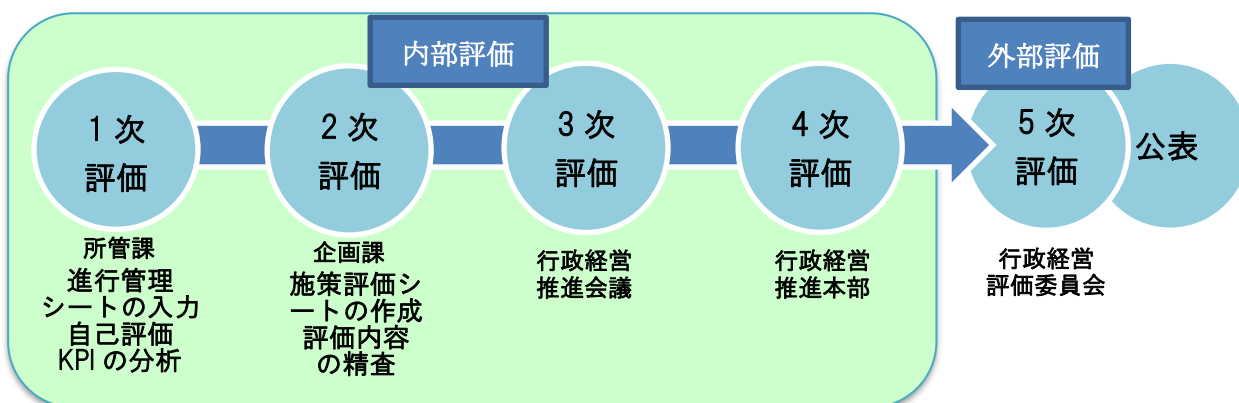 内部評価
外部評価
1次
評価
2次
評価
3次
評価
4次
評価
5次
評価
公表
所管課
進行管理
シートの入力
自己評価
KPIの分析
企画課
施策評価シ
ートの作成
評価内容
の精査
行政経営
推進会議
行政経営
推進本部
行政経営
評価委員会